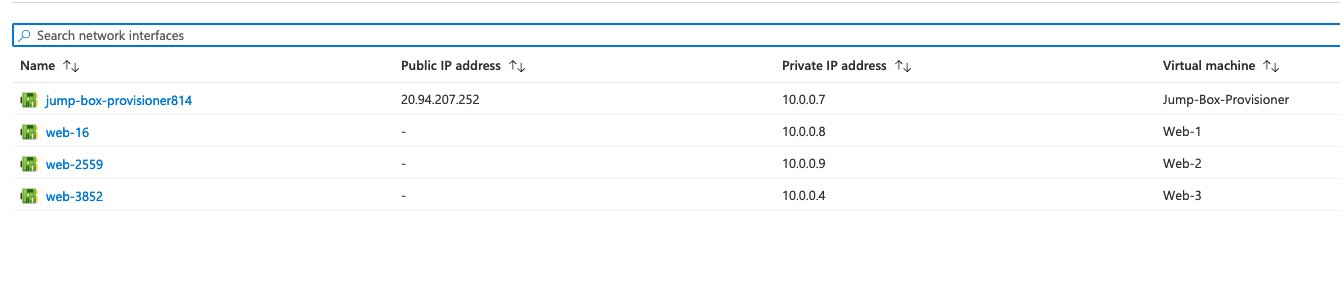 Search network interfaces
Name ↑↓ Public IP address ↑↓ Private IP address ↑↓ Virtual machine ↑↓
jump-box-provisioner814 20.94.207.252 10.0.0.7 Jump-Box-Provisioner
web-16 - 10.0.0.8 Web-1
web-2559 - 10.0.0.9 Web-2
web-3852 - 10.0.0.4 Web-3